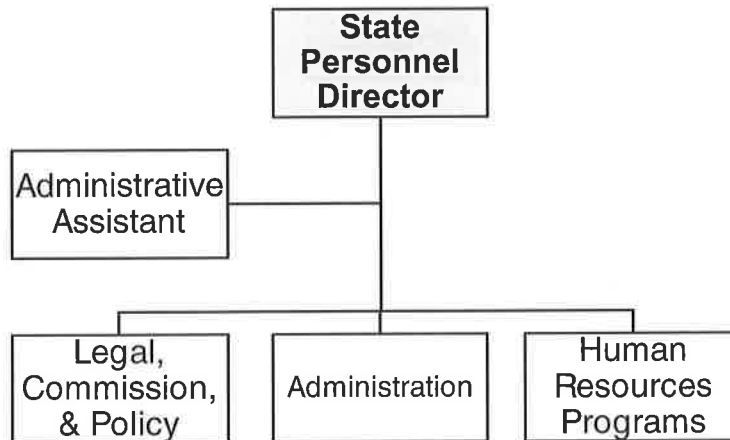 State
Personnel
Director
Administrative
Assistant
Legal,
Commission,
& Policy
Administration
Human
Resources
Programs